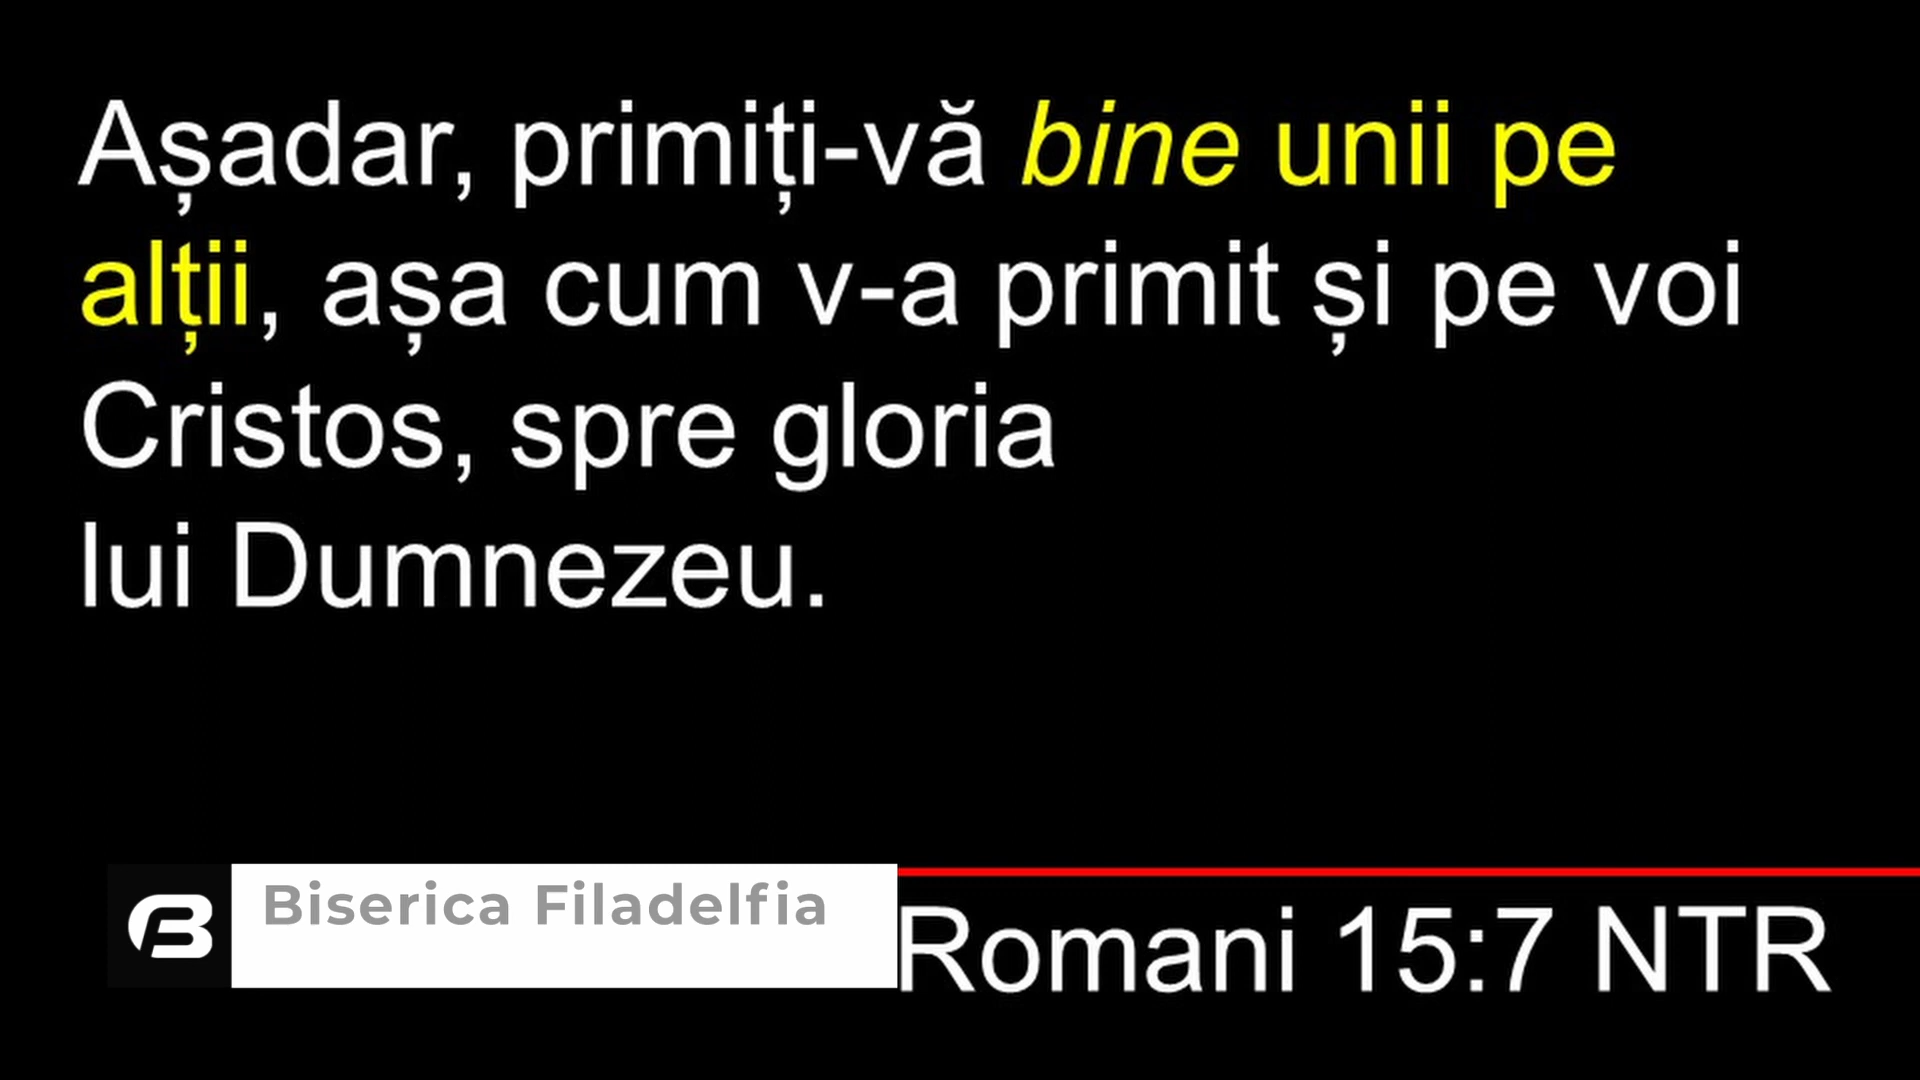 Așadar, primiți-vă bine unii pe
alții, așa cum v-a primit și pe voi
Cristos, spre gloria
lui Dumnezeu.
Biserica Filadelfia
Romani 15:7 NTR